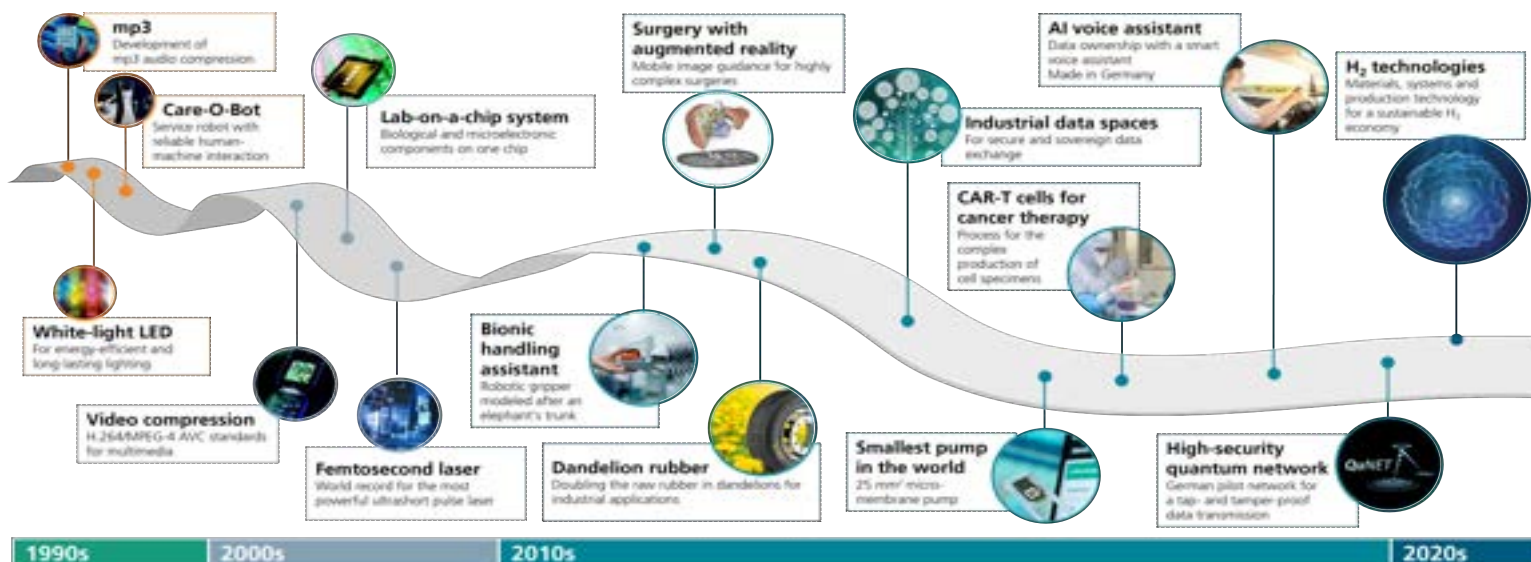 mp3
Development of
mp3 audio compression
Care-O-Bot
Service robot with
reliable human-
machine interaction
White-light LED
For energy-efficient and
long-lasting lighting
Video compression
H.264/MPEG-4 AVC standards
for multimedia
Lab-on-a-chip system
Biological and microelectronic
components on one chip
Femtosecond laser
World record for the most
powerful ultrashort pulse laser
Surgery with
augmented reality
Mobile image guidance for highly
complex surgeries
Bionic
handling
assistant
Robotic gripper
modeled after an
elephant's trunk
Dandelion rubber
Doubling the raw rubber in dandelions for
industrial applications
Industrial data spaces
For secure and sovereign data
exchange
Smallest pump
in the world
25 mm² micro-
membrane pump
CAR-T cells for
cancer therapy
Process for the
complex
production of
cell specimens
AI voice assistant
Data ownership with a smart
voice assistant
Made in Germany
High-security
quantum network
German pilot network for
a tap- and tamper-proof
data transmission
QuNET
H₂ technologies
Materials, systems and
production technology
for a sustainable H₂
economy
1990s
2000s
2010s
2020s